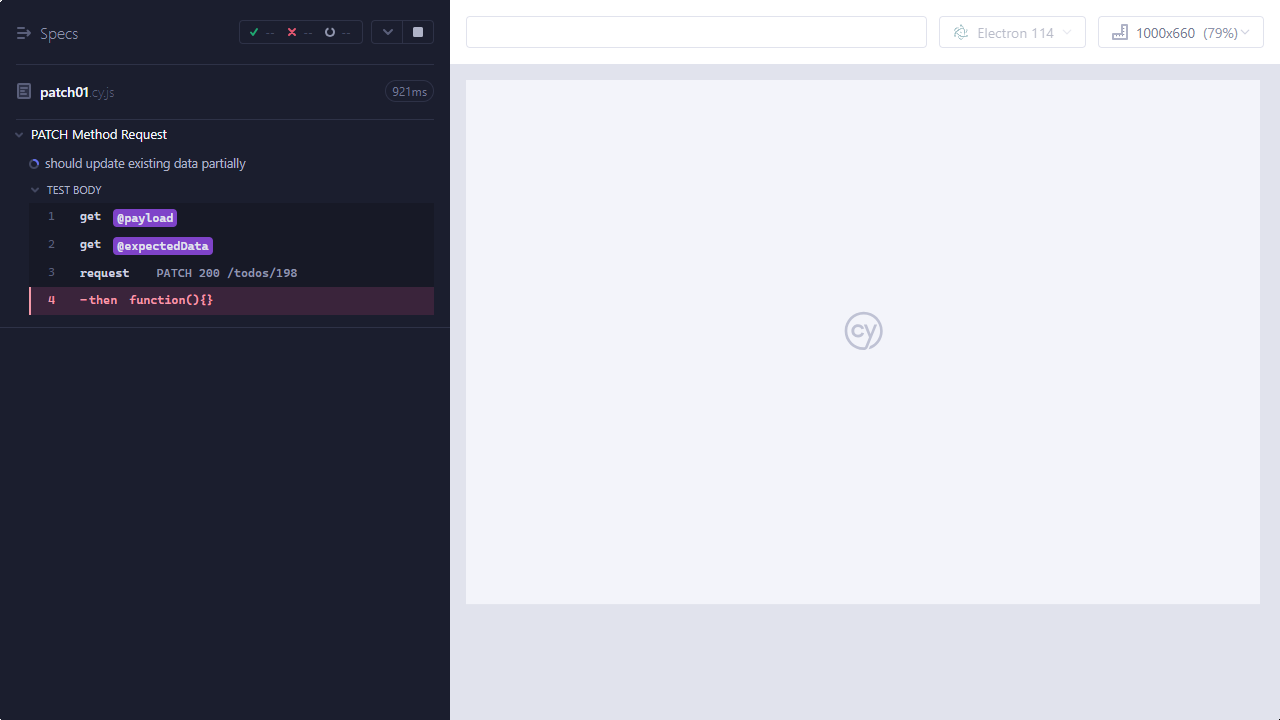 Specs
-- -- --
Electron 114
1000x660 (79%)
patch01.cy.js
921ms
PATCH Method Request
should update existing data partially
TEST BODY
1 get @payload
2 get @expectedData
3 request PATCH 200 /todos/198
4 -then function(){}
cy